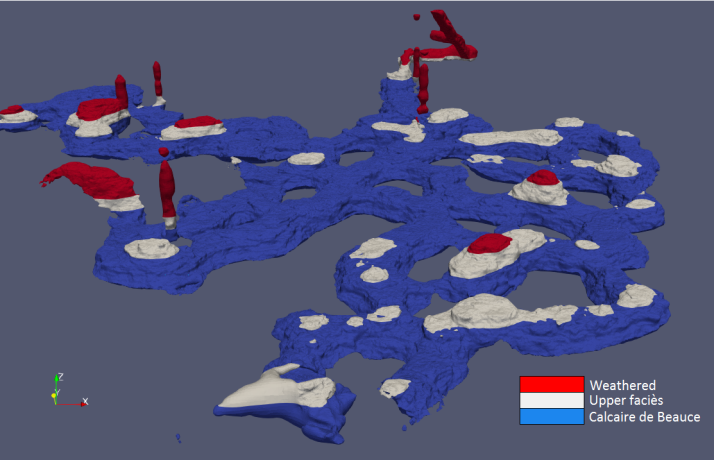 Z
Y
X
Weathered
Upper faciès
Calcaire de Beauce